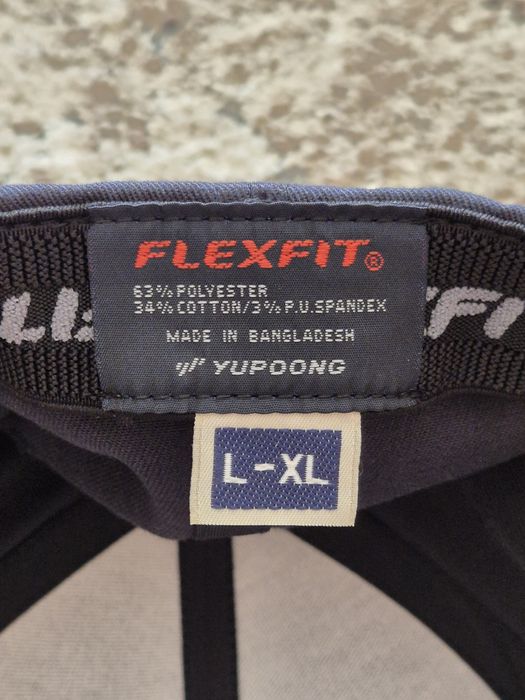 FLEXFIT®
63% POLYESTER
34% COTTON/3% P.U.SPANDEX
MADE IN BANGLADESH
YUPOONG
L-XL